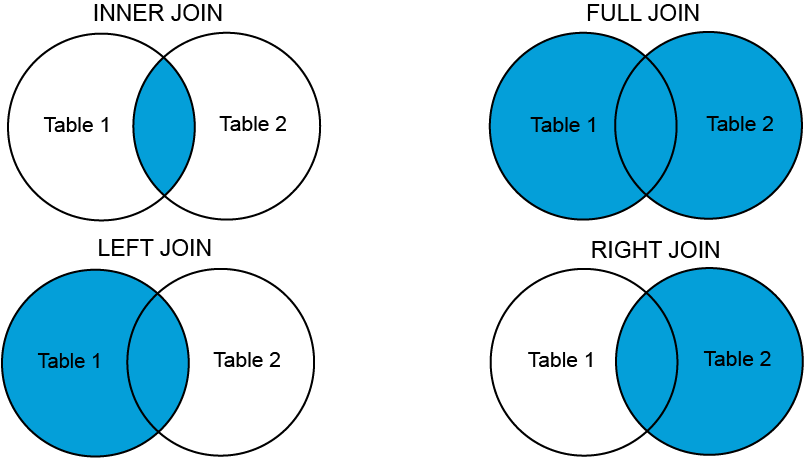 INNER JOIN
Table 1
Table 2
FULL JOIN
Table 1
Table 2
LEFT JOIN
Table 1
Table 2
RIGHT JOIN
Table 1
Table 2